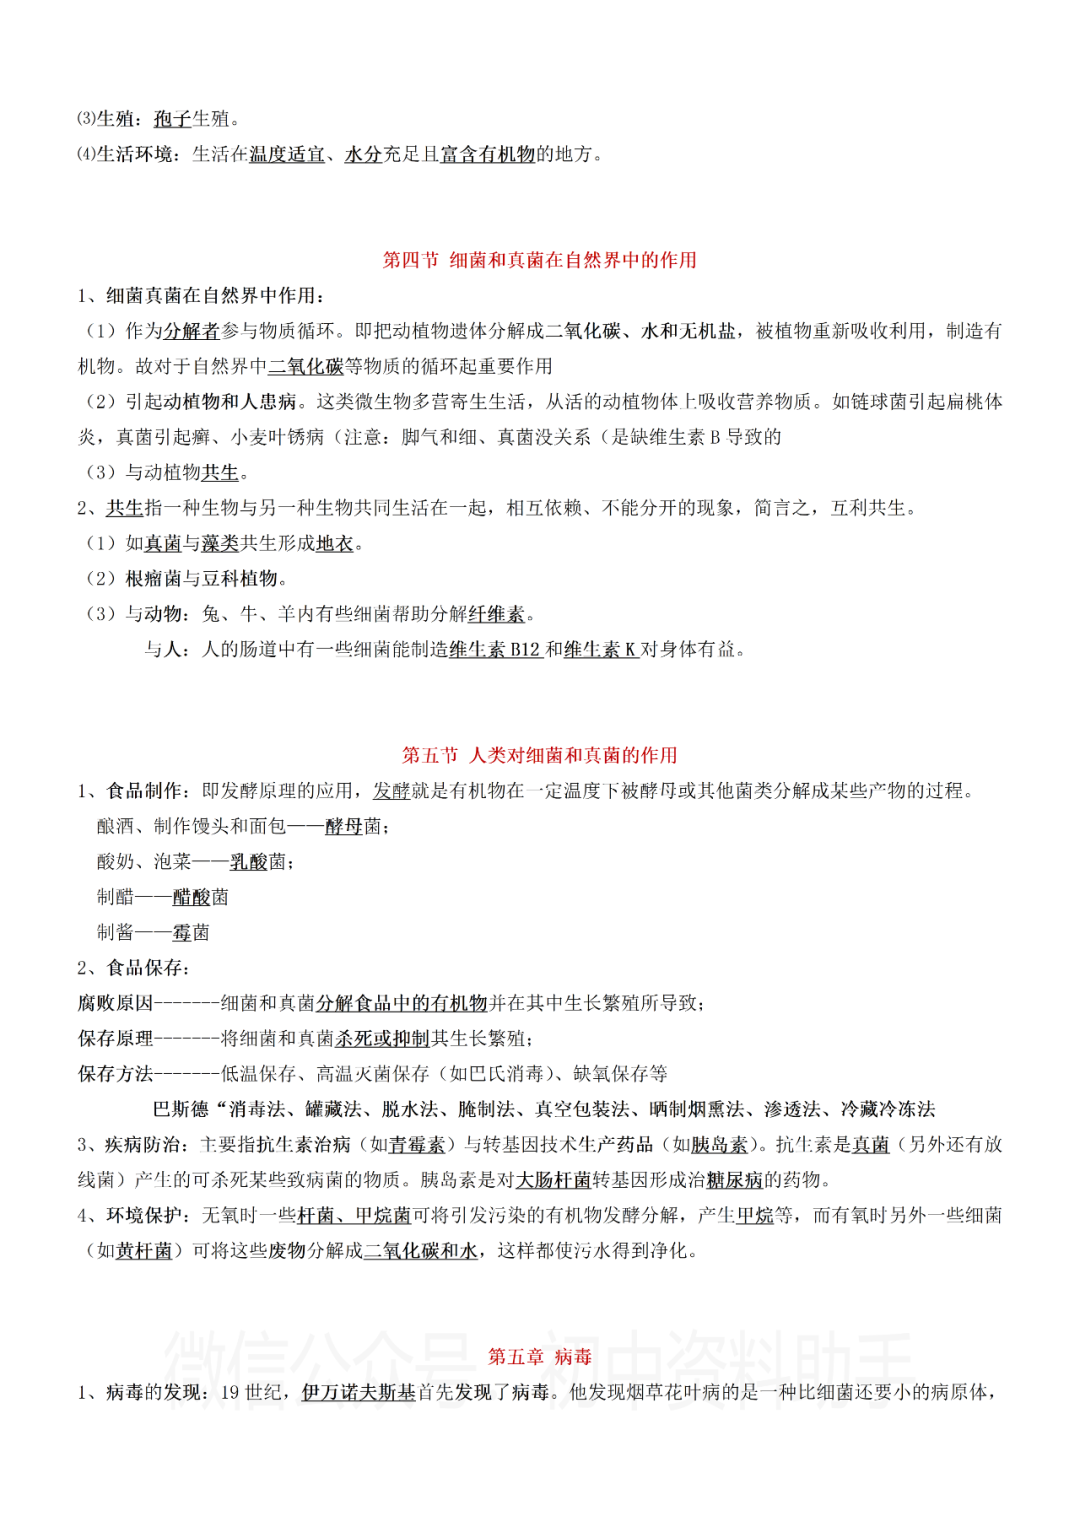 ⑶生殖：孢子生殖。
⑷生活环境：生活在温度适宜、水分充足且富含有机物的地方。
第四节 细菌和真菌在自然界中的作用
1、细菌真菌在自然界中作用：
（1）作为分解者参与物质循环。即把动植物遗体分解成二氧化碳、水和无机盐，被植物重新吸收利用，制造有
机物。故对于自然界中二氧化碳等物质的循环起重要作用
（2）引起动植物和人患病。这类微生物多营寄生生活，从活的动植物体上吸收营养物质。如链球菌引起扁桃体
炎，真菌引起癣、小麦叶锈病（注意：脚气和细、真菌没关系（是缺维生素 B 导致的
（3）与动植物共生。
2、共生指一种生物与另一种生物共同生活在一起，相互依赖、不能分开的现象，简言之，互利共生。
（1）如真菌与藻类共生形成地衣。
（2）根瘤菌与豆科植物。
（3）与动物：兔、牛、羊内有些细菌帮助分解纤维素。
与人：人的肠道中有一些细菌能制造维生素 B12 和维生素 K 对身体有益。
第五节 人类对细菌和真菌的作用
1、食品制作：即发酵原理的应用，发酵就是有机物在一定温度下被酵母或其他菌类分解成某些产物的过程。
酿酒、制作馒头和面包——酵母菌；
酸奶、泡菜——乳酸菌；
制醋——醋酸菌
制酱——霉菌
2、食品保存：
腐败原因-------细菌和真菌分解食品中的有机物并在其中生长繁殖所导致；
保存原理-------将细菌和真菌杀死或抑制其生长繁殖；
保存方法-------低温保存、高温灭菌保存（如巴氏消毒）、缺氧保存等
巴斯德“消毒法、罐藏法、脱水法、腌制法、真空包装法、晒制烟熏法、渗透法、冷藏冷冻法
3、疾病防治：主要指抗生素治病（如青霉素）与转基因技术生产药品（如胰岛素）。抗生素是真菌（另外还有放
线菌）产生的可杀死某些致病菌的物质。胰岛素是对大肠杆菌转基因形成治糖尿病的药物。
4、环境保护：无氧时一些杆菌、甲烷菌可将引发污染的有机物发酵分解，产生甲烷等，而有氧时另外一些细菌
（如黄杆菌）可将这些废物分解成二氧化碳和水，这样都使污水得到净化。
微信公众号 初中资料助手
第五章 病毒
1、病毒的发现：19 世纪，伊万诺夫斯基首先发现了病毒。他发现烟草花叶病的是一种比细菌还要小的病原体，